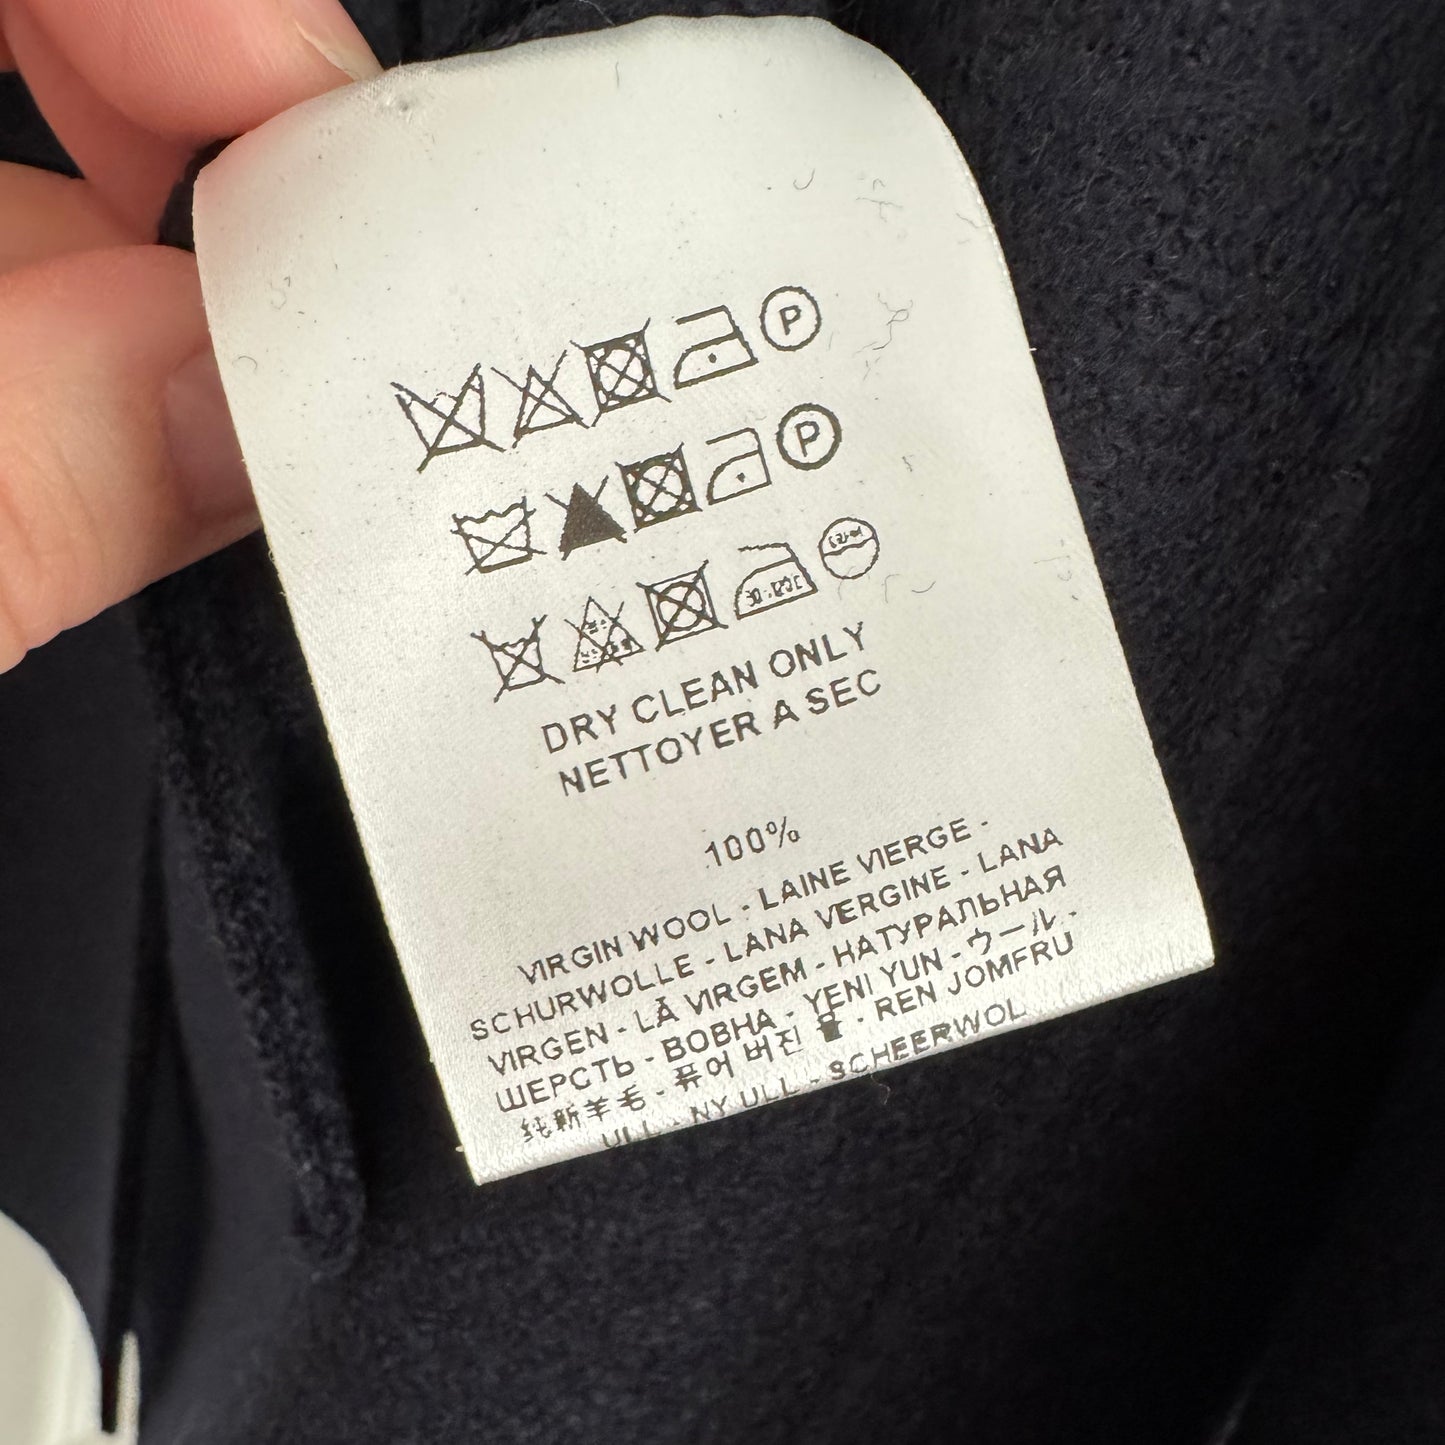 P
P
DRY CLEAN ONLY
NETTOYER A SEC
100%
VIRGIN WOOL - LAINE VIERGE -
SCHURWOLLE - LANA VERGINE - LANA
VIRGEN - LÃ VIRGEM - НАТУРАЛЬНАЯ
ШЕРСТЬ - ВОВНА - YENI YUN - ウール -
纯新羊毛 - 퓨어 버진 울 - REN JOMFRU
ULL - NY ULL - SCHEERWOL